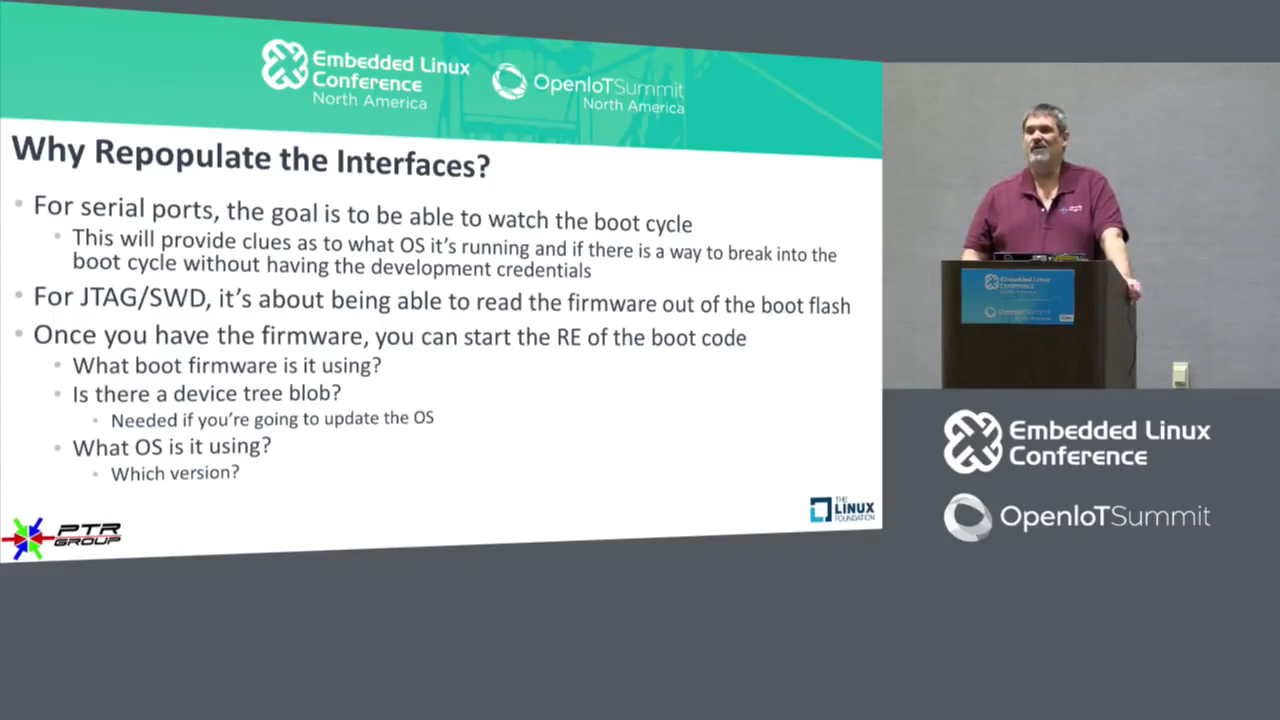 Embedded Linux
Conference
North America
OpenIoTSummit
North America
Why Repopulate the Interfaces?
For serial ports, the goal is to be able to watch the boot cycle
This will provide clues as to what OS it's running and if there is a way to break into the
boot cycle without having the development credentials
For JTAG/SWD, it's about being able to read the firmware out of the boot flash
Once you have the firmware, you can start the RE of the boot code
What boot firmware is it using?
Is there a device tree blob?
Needed if you're going to update the OS
What OS is it using?
Which version?
PTR
GROUP
THE
LINUX
FOUNDATION
Embedded Linux
Conference
OpenIoTSummit
Embedded Linux
Conference
OpenIoTSummit